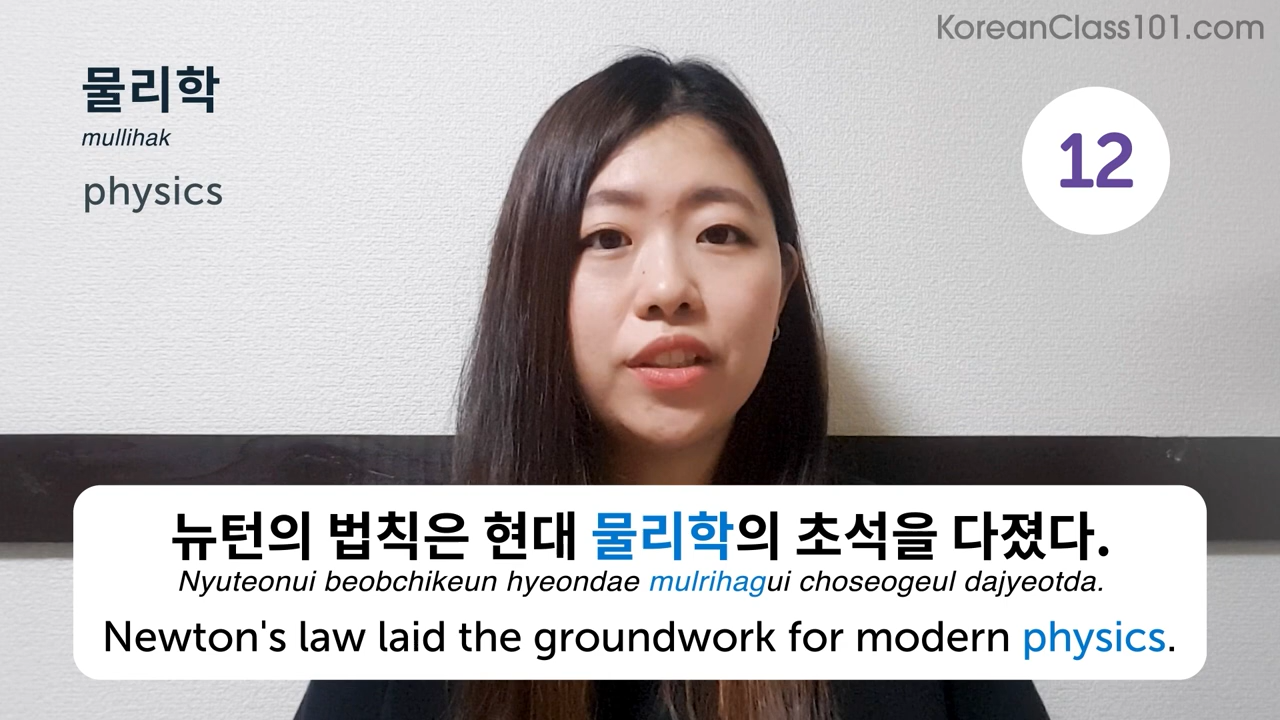 KoreanClass101.com
물리학
mullihak
physics
12
뉴턴의 법칙은 현대 물리학의 초석을 다졌다.
Nyuteonui beobchikeun hyeondae mulrihagui choseogeul dajyeotda.
Newton's law laid the groundwork for modern physics.